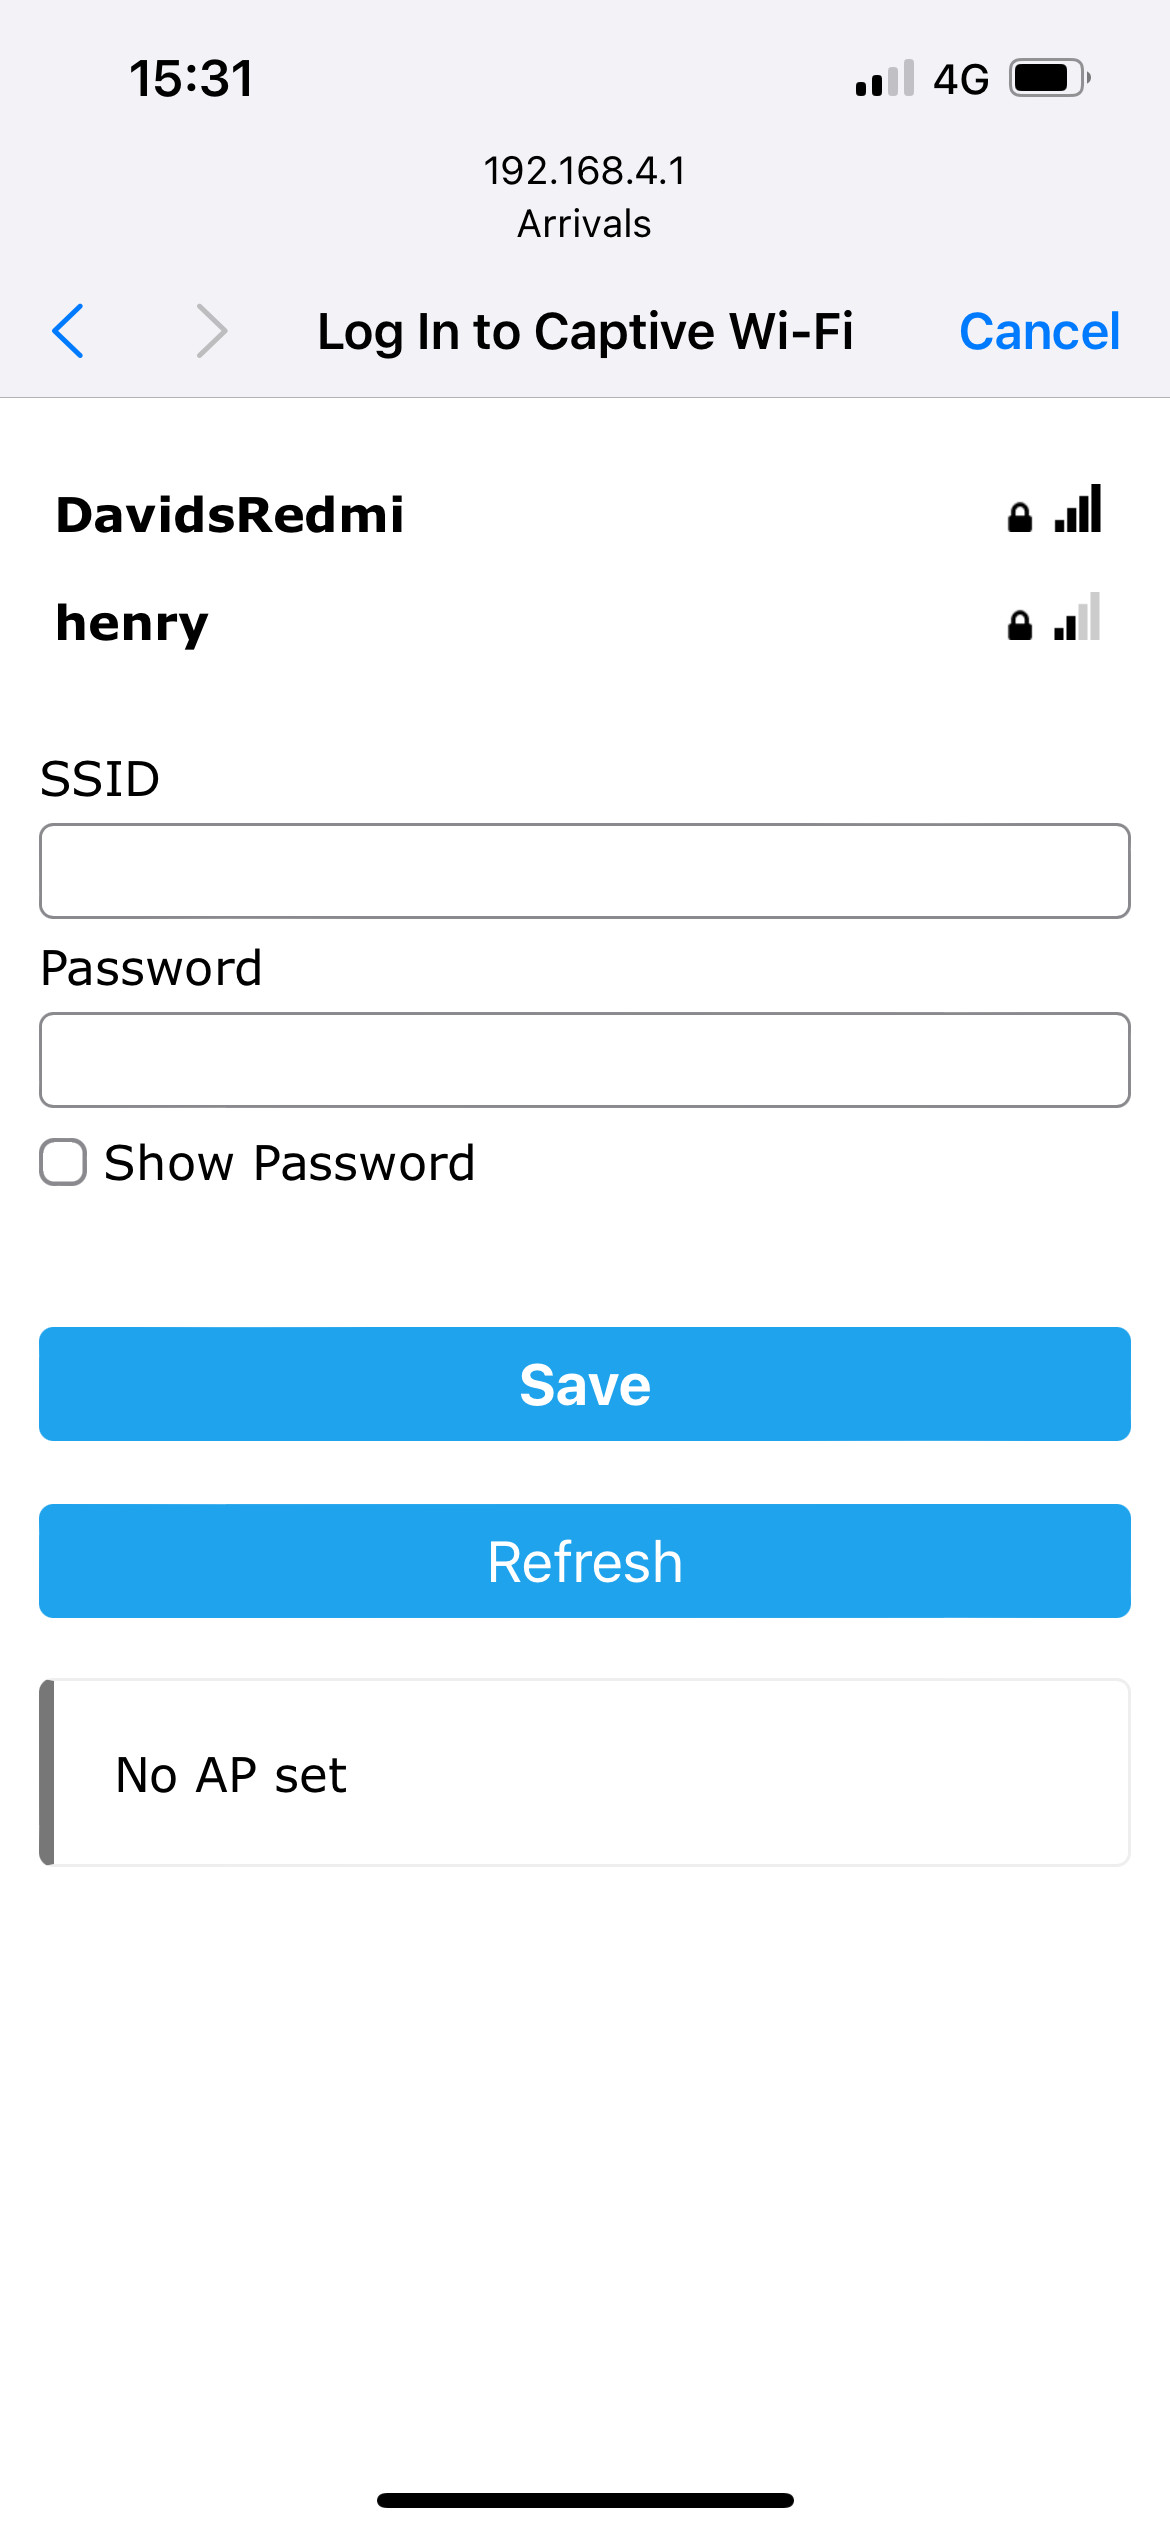 15:31 4G
192.168.4.1
Arrivals
Log In to Captive Wi-Fi Cancel
DavidsRedmi
henry
SSID
Password
Show Password
Save
Refresh
No AP set